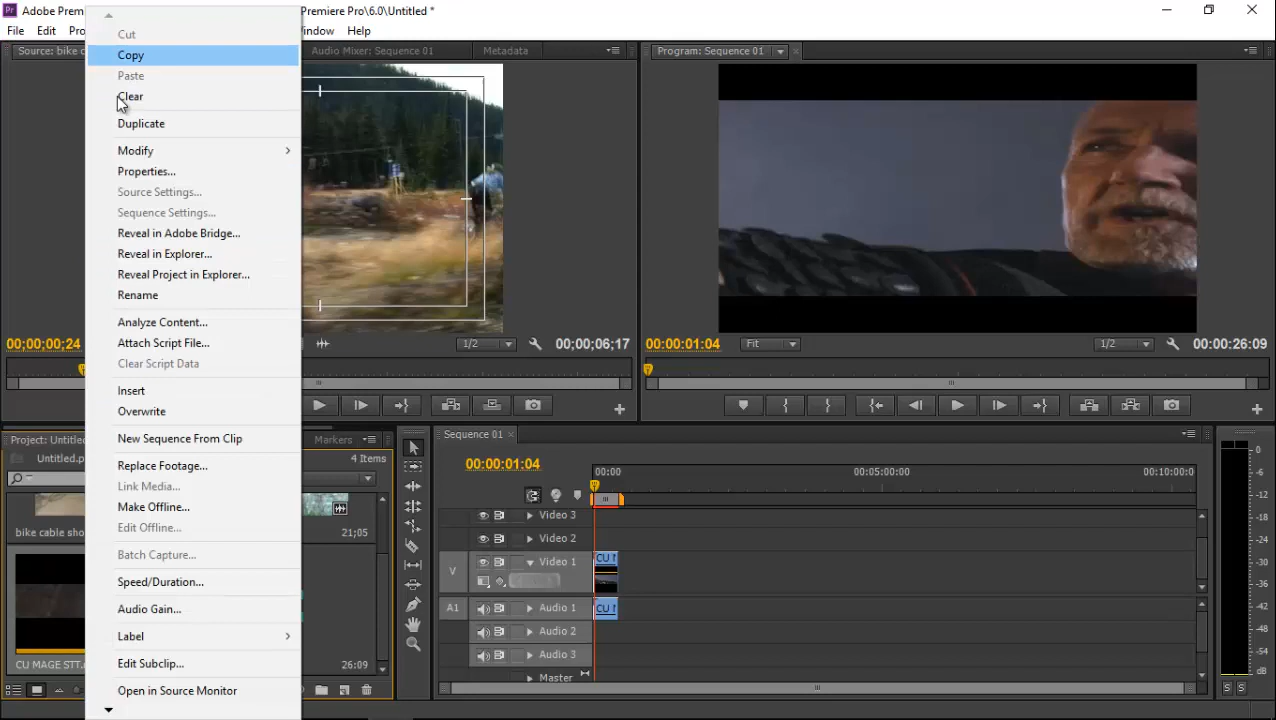 Adobe Prem
Premiere Pro\6.0\Untitled *
File Edit Pro
indow Help
Source: bike c
Audio Mixer: Sequence 01
Metadata
Program: Sequence 01
Cut
Copy
Paste
Clear
Duplicate
Modify
Properties...
Source Settings...
Sequence Settings...
Reveal in Adobe Bridge...
Reveal in Explorer...
Reveal Project in Explorer...
Rename
Analyze Content...
Attach Script File...
Clear Script Data
Insert
Overwrite
New Sequence From Clip
Replace Footage...
Link Media...
Make Offline...
Edit Offline...
Batch Capture...
Speed/Duration...
Audio Gain...
Label
Edit Subclip...
Open in Source Monitor
00;00;00;24
1/2
00;00;06;17
00:00:01:04
Fit
1/2
00:00:26:09
Project: Untitled
Markers
Untitled.p
4 Items
bike cable sho
21;05
CU MAGE STT.
26:09
Sequence 01
00:00:01:04
00:00
00:05:00:00
00:10:00:0
Video 3
Video 2
V
Video 1
CU M
A1
Audio 1
CU M
Audio 2
Audio 3
Master
0
-6
-12
-18
-24
-30
-36
-42
-48
-54
dB
S S